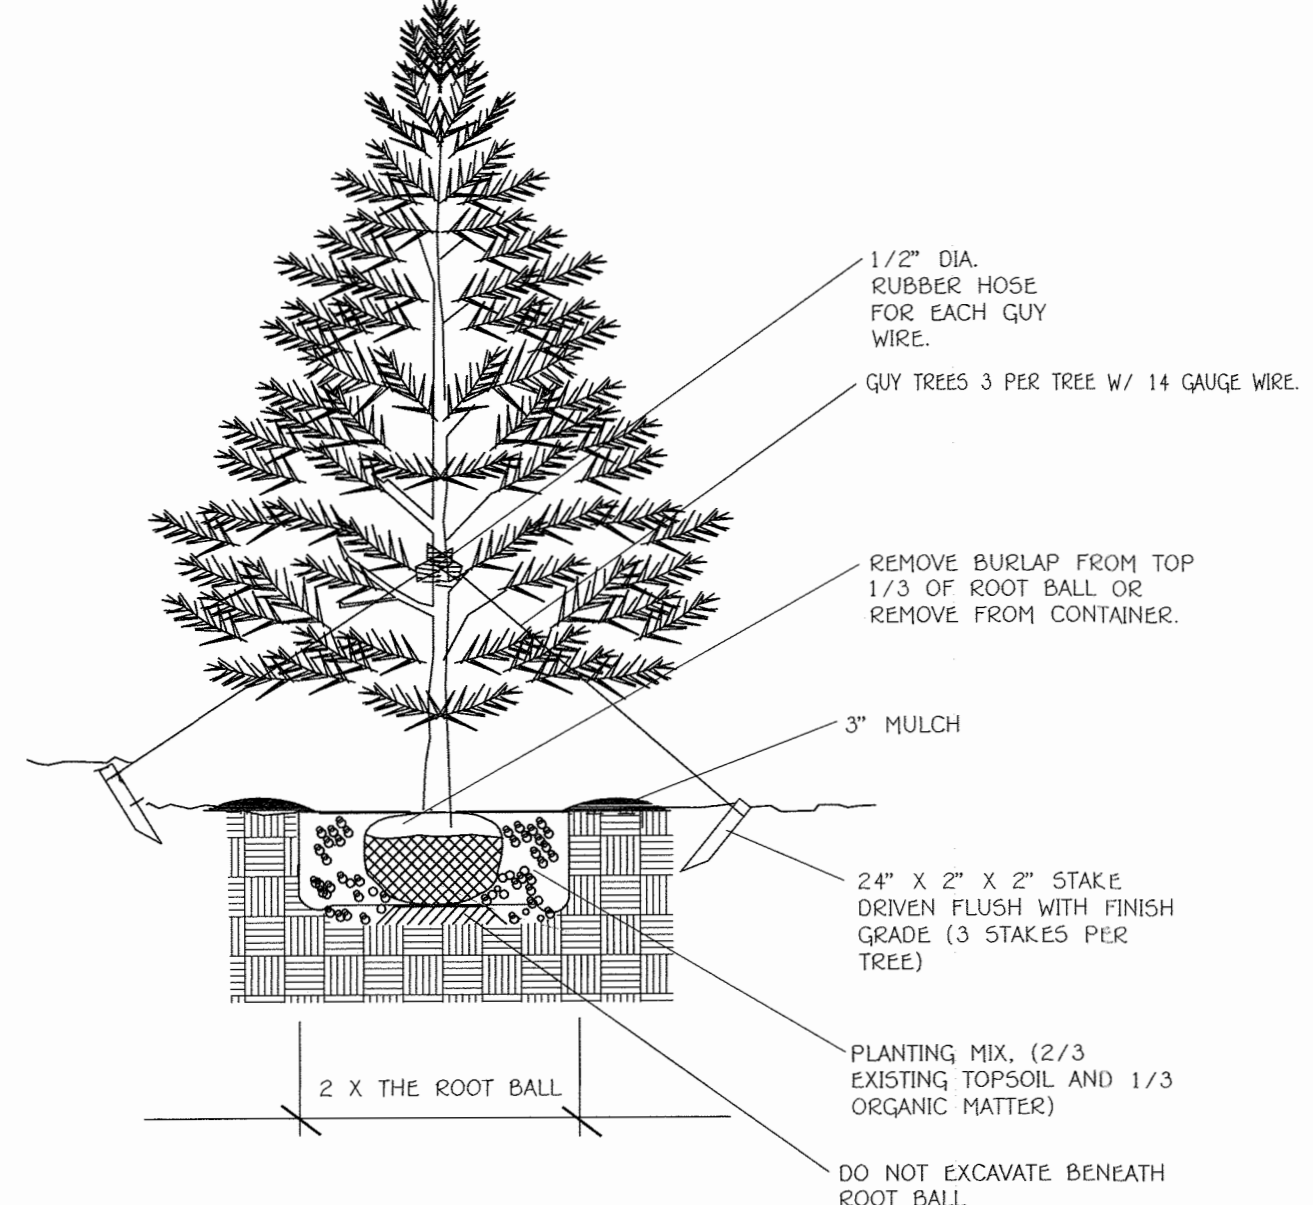 1/2" DIA.
RUBBER HOSE
FOR EACH GUY
WIRE.
GUY TREES 3 PER TREE W/ 14 GAUGE WIRE.
REMOVE BURLAP FROM TOP
1/3 OF ROOT BALL OR
REMOVE FROM CONTAINER.
3" MULCH
24" X 2" X 2" STAKE
DRIVEN FLUSH WITH FINISH
GRADE (3 STAKES PER
TREE)
PLANTING MIX, (2/3
EXISTING TOPSOIL AND 1/3
ORGANIC MATTER)
2 X THE ROOT BALL
DO NOT EXCAVATE BENEATH
ROOT BALL